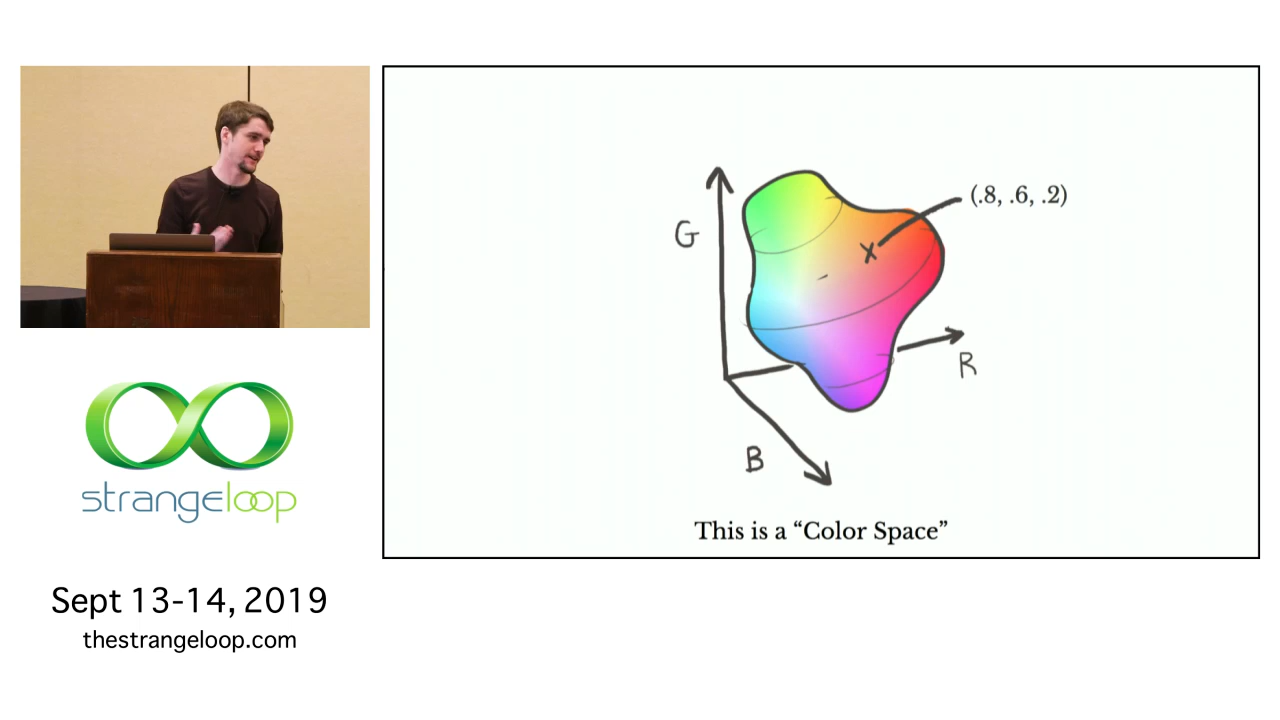 strangeloop
Sept 13-14, 2019
thestrangeloop.com
G
(.8, .6, .2)
x
R
B
This is a “Color Space”